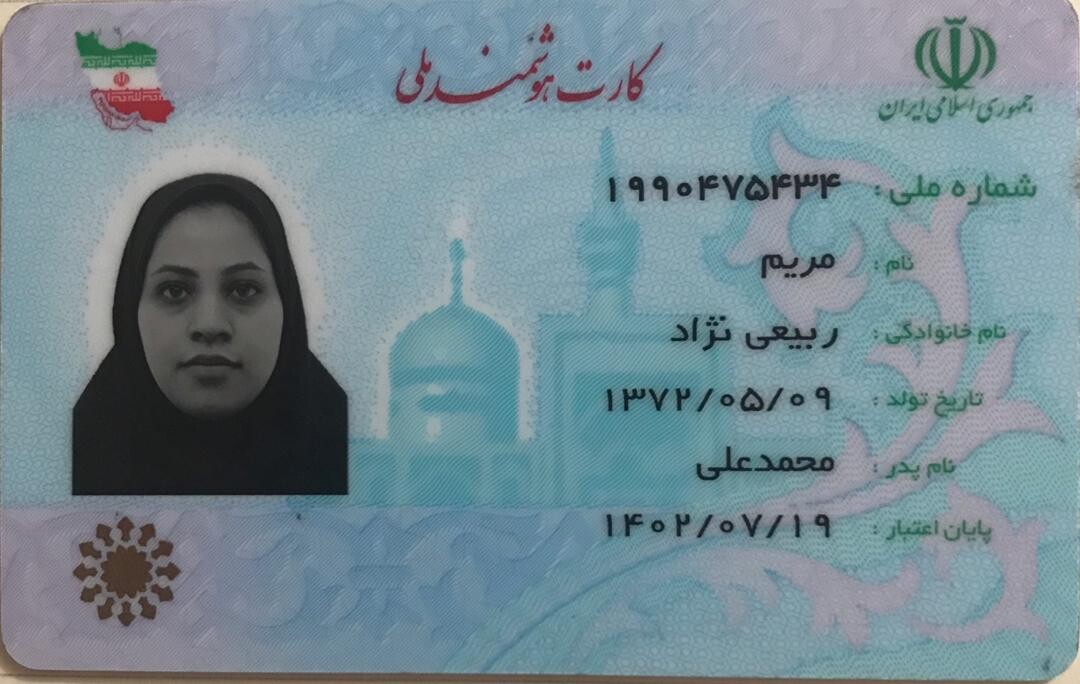 کارت هوشمند ملی
جمهوری اسلامی ایران
شماره ملی : ۱۹۹۰۴۷۵۴۳۴
نام : مریم
نام خانوادگی : ربیعی نژاد
تاریخ تولد : ۱۳۷۲/۰۵/۰۹
نام پدر : محمدعلی
پایان اعتبار : ۱۴۰۲/۰۷/۱۹